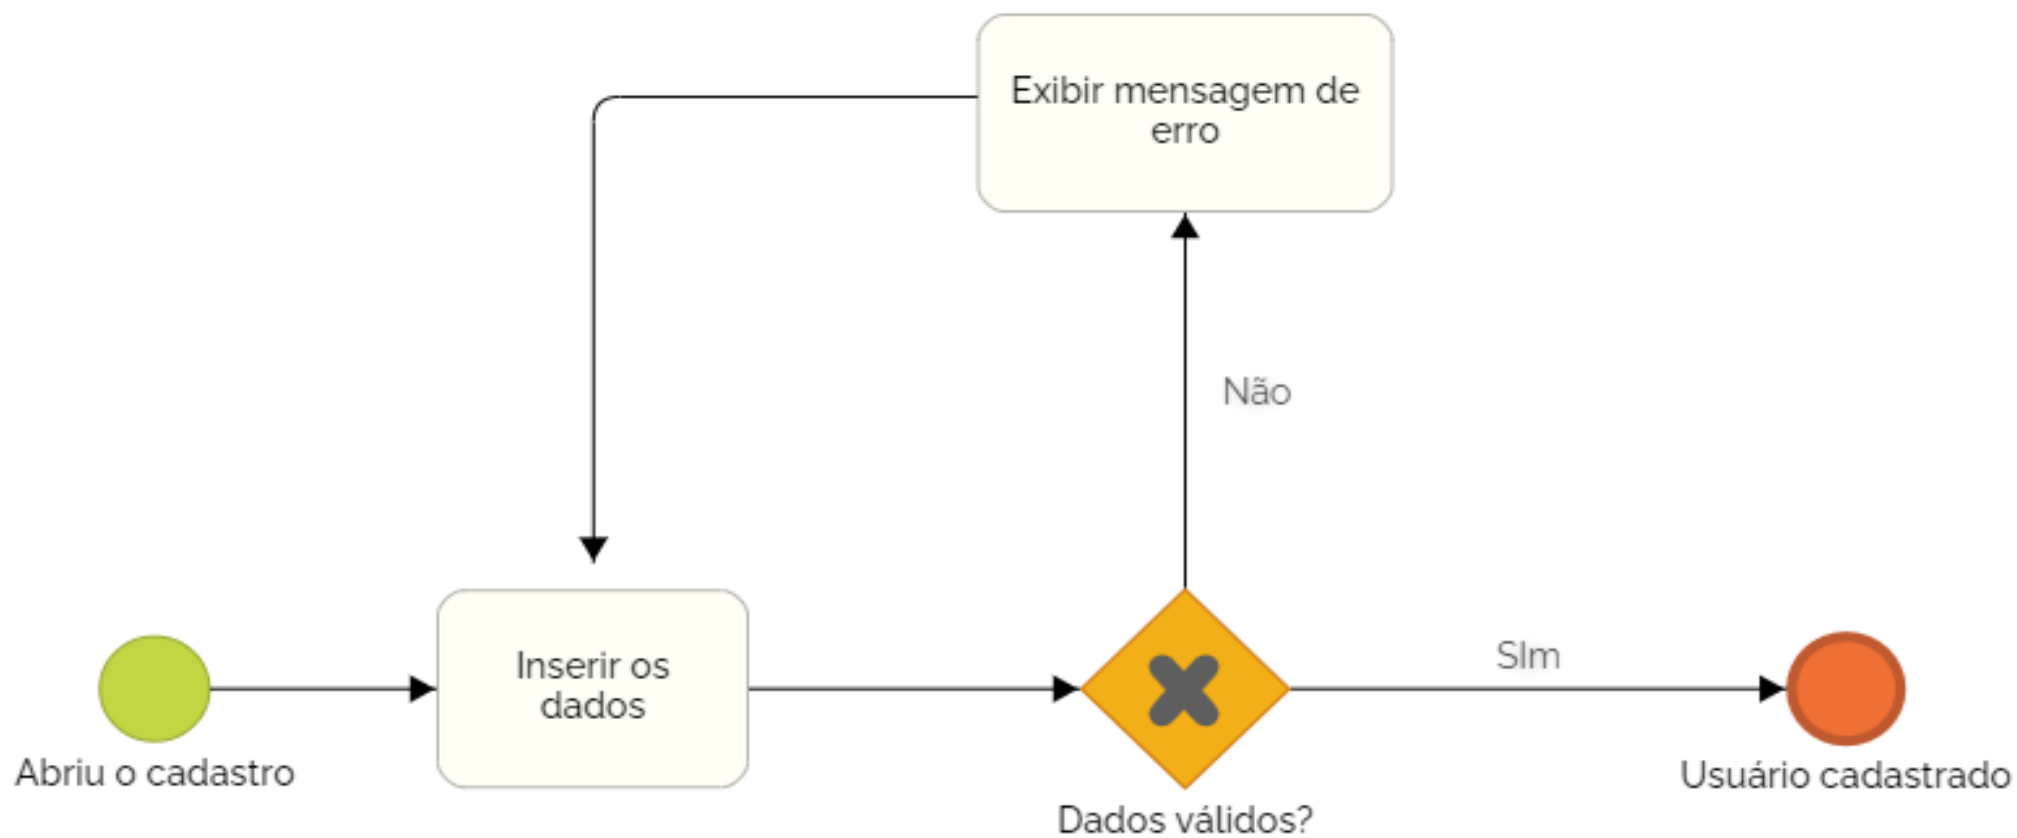 Exibir mensagem de
erro
Não
Inserir os
dados
SIm
Abriu o cadastro
Usuário cadastrado
Dados válidos?